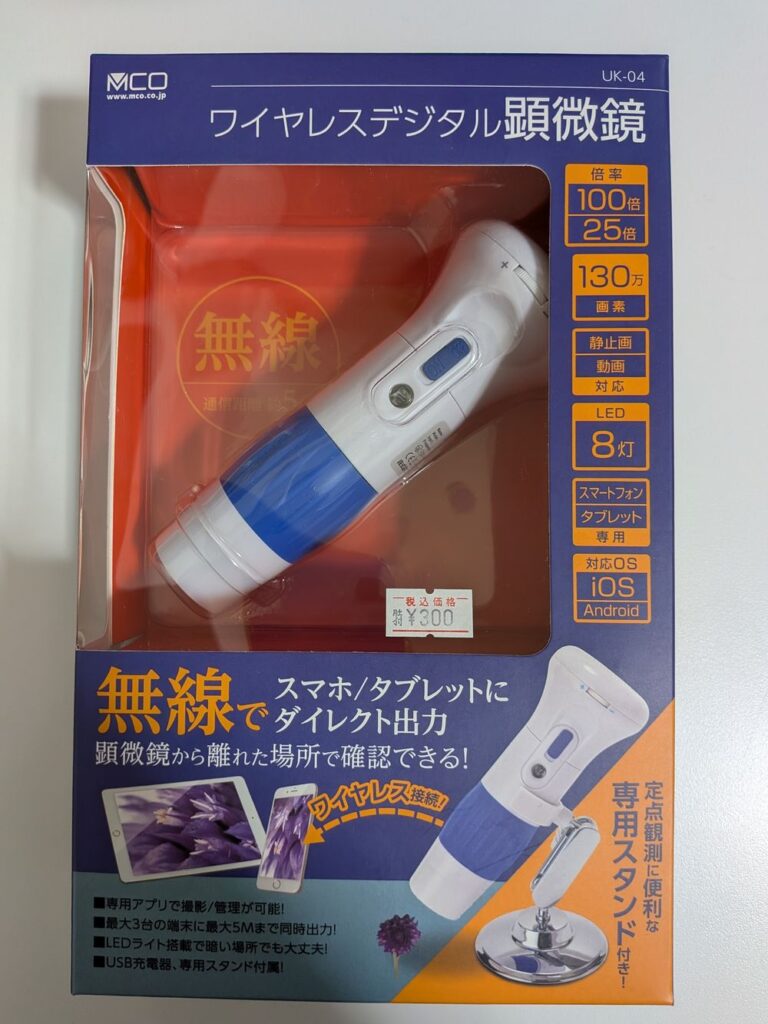 MCO
www.mco.co.jp
UK-04
ワイヤレスデジタル顕微鏡
倍率
100倍
25倍
130万
画素
静止画
動画
対応
LED
8灯
スマートフォン
タブレット
専用
対応OS
iOS
Android
無線
通信距離 約5
+
税込価格
¥300
無線で
スマホ/タブレットに
ダイレクト出力
顕微鏡から離れた場所で確認できる!
ワイヤレス接続!
定点観測に便利な
専用スタンド付き!
■専用アプリで撮影/管理が可能!
■最大3台の端末に最大5Mまで同時出力!
■LEDライト搭載で暗い場所でも大丈夫!
■USB充電器、専用スタンド付属!